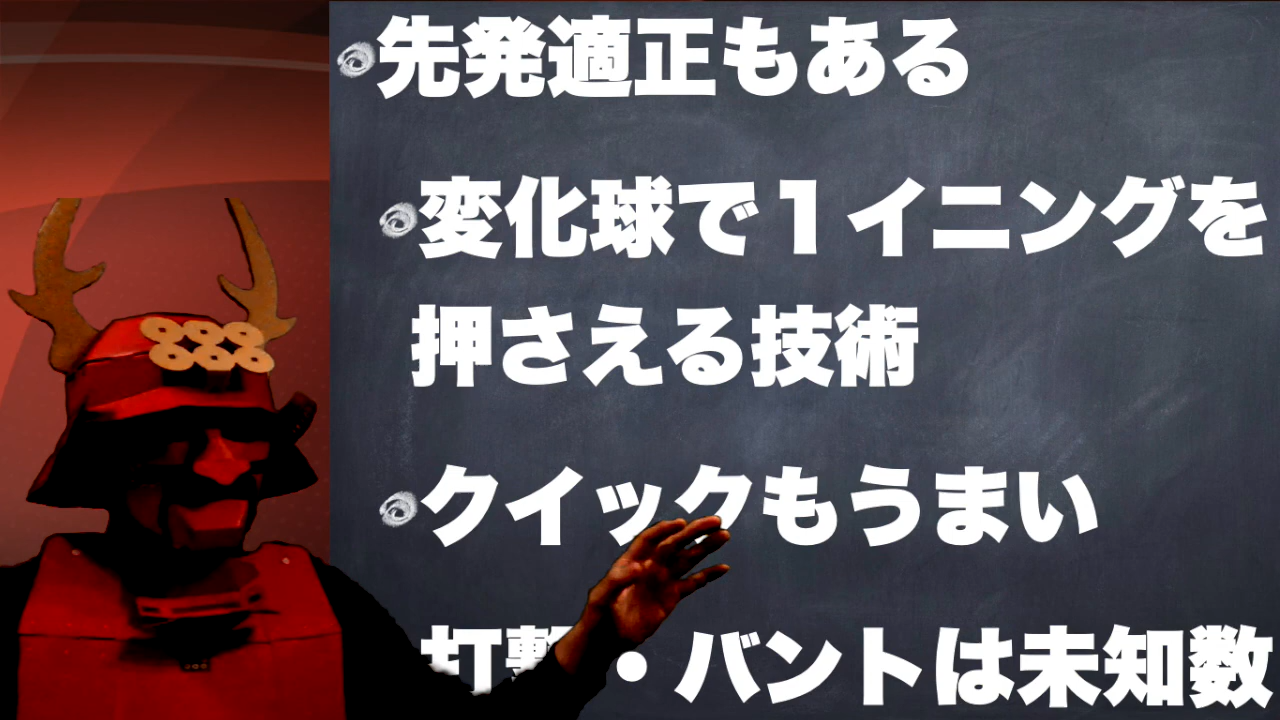 先発適正もある
変化球で１イニングを
押さえる技術
クイックもうまい
打撃・バントは未知数